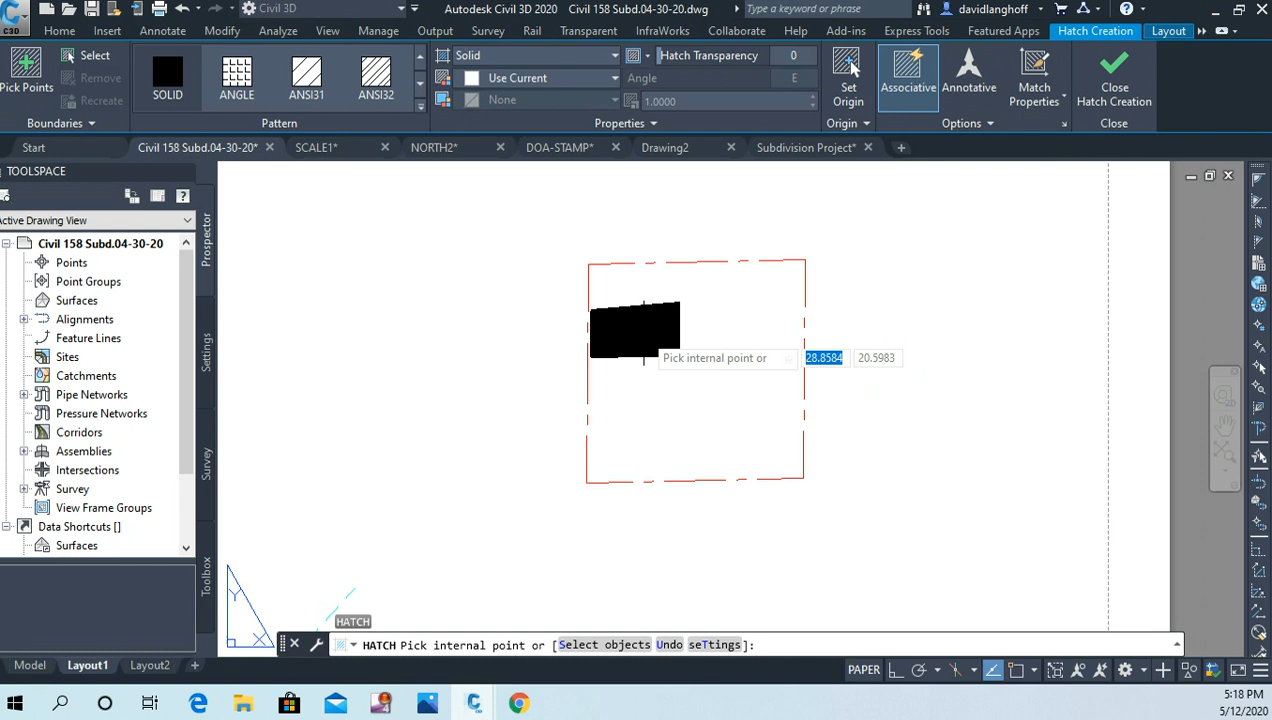 C3D
Civil 3D
Autodesk Civil 3D 2020 Civil 158 Subd.04-30-20.dwg
Type a keyword or phrase
davidlanghoff
Home Insert Annotate Modify Analyze View Manage Output Survey Rail Transparent InfraWorks Collaborate Help Add-ins Express Tools Featured Apps Hatch Creation Layout
Pick Points
Select
Remove
Recreate
Boundaries
SOLID
ANGLE
ANSI31
ANSI32
Pattern
Solid
Use Current
None
Hatch Transparency 0
Angle E
1.0000
Properties
Set
Origin
Origin
Associative
Annotative
Match
Properties
Options
Close
Hatch Creation
Close
Start Civil 158 Subd.04-30-20* SCALE1* NORTH2* DOA-STAMP* Drawing2 Subdivision Project*
TOOLSPACE
Active Drawing View
Civil 158 Subd.04-30-20
Points
Point Groups
Surfaces
Alignments
Feature Lines
Sites
Catchments
Pipe Networks
Pressure Networks
Corridors
Assemblies
Intersections
Survey
View Frame Groups
Data Shortcuts []
Surfaces
Prospector
Settings
Survey
Toolbox
Pick internal point or 28.8584 20.5983
Y
X
HATCH
HATCH Pick internal point or [Select objects Undo seTtings]:
Model Layout1 Layout2
PAPER
5:18 PM
5/12/2020